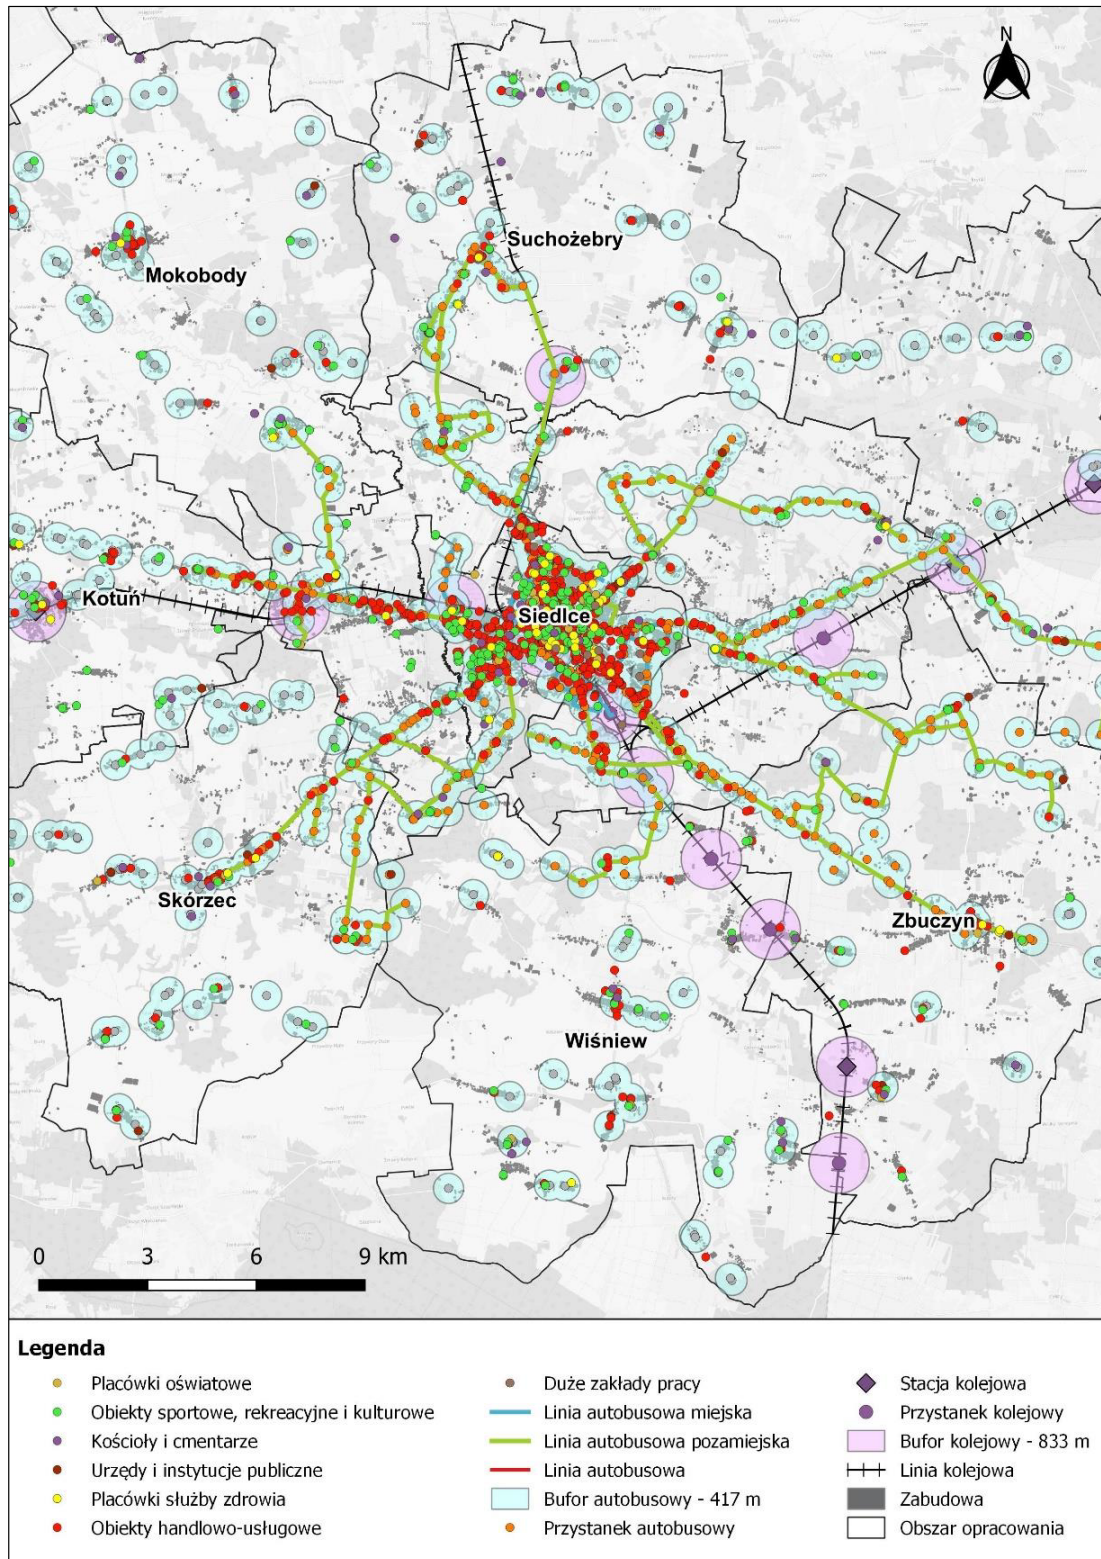 N
Suchożebry
Mokobody
Kotuń
Siedlce
Skórzec
Zbuczyn
Wiśniew
0 3 6 9 km
Legenda
Placówki oświatowe
Obiekty sportowe, rekreacyjne i kulturowe
Kościoły i cmentarze
Urzędy i instytucje publiczne
Placówki służby zdrowia
Obiekty handlowo-usługowe
Duże zakłady pracy
Linia autobusowa miejska
Linia autobusowa pozamiejska
Linia autobusowa
Bufor autobusowy - 417 m
Przystanek autobusowy
Stacja kolejowa
Przystanek kolejowy
Bufor kolejowy - 833 m
Linia kolejowa
Zabudowa
Obszar opracowania